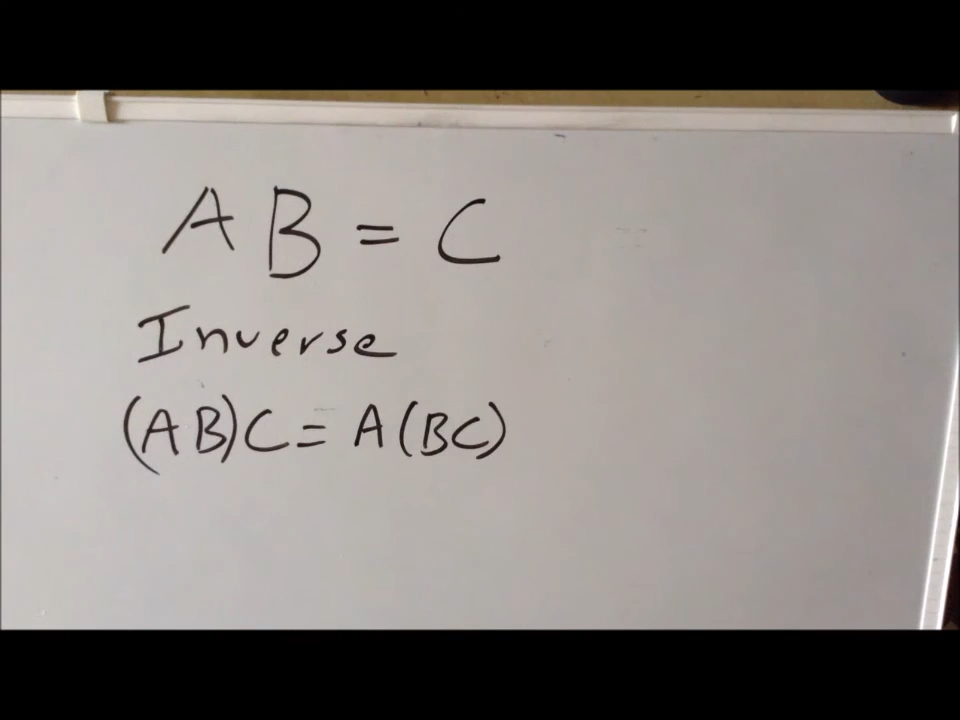 AB = C
Inverse
(AB)C = A(BC)